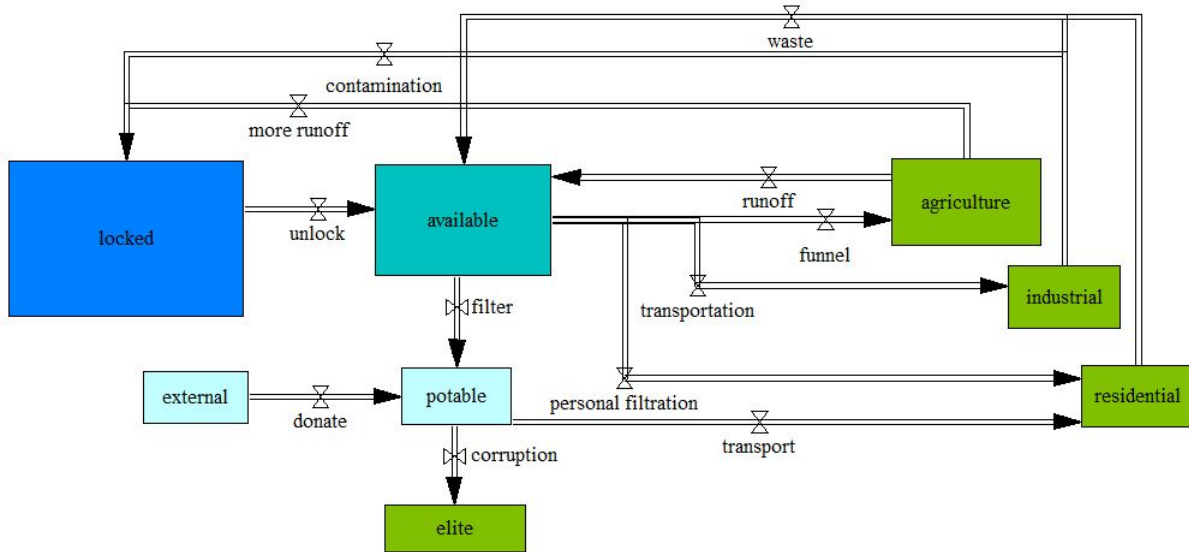 waste
contamination
more runoff
locked
unlock
available
runoff
funnel
agriculture
transportation
industrial
filter
external
donate
potable
personal filtration
transport
residential
corruption
elite